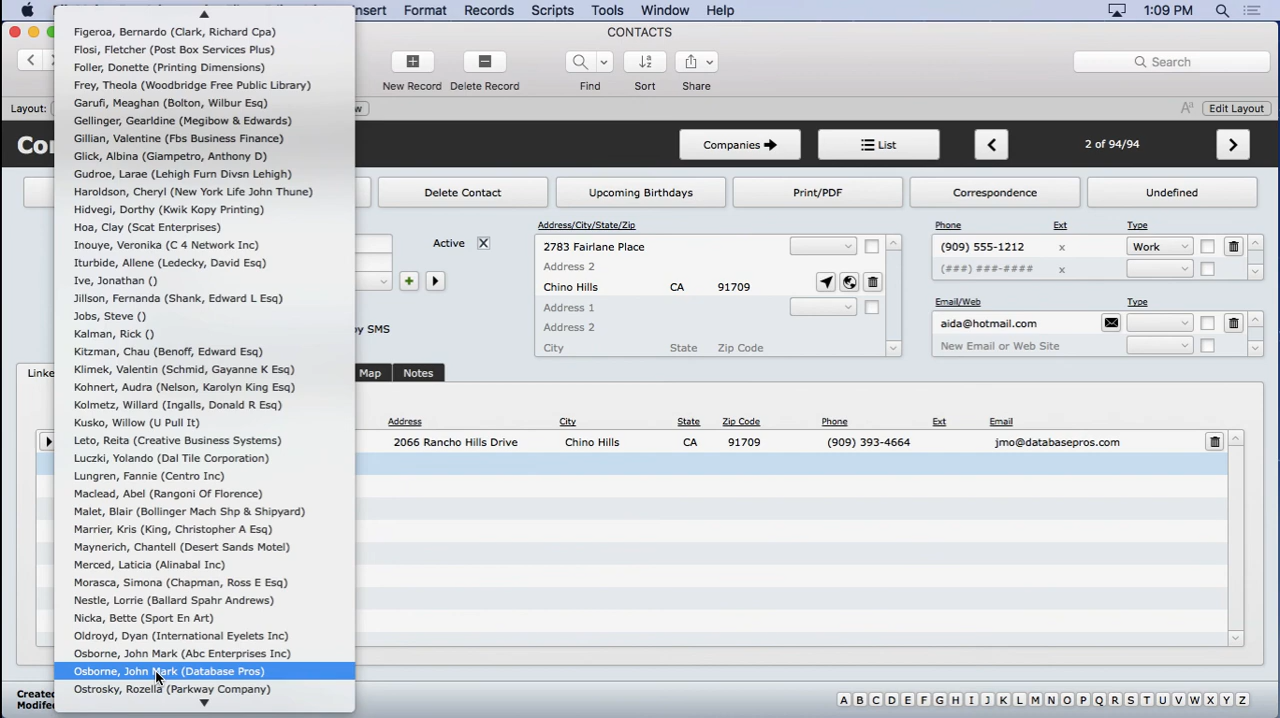 nsert Format Records Scripts Tools Window Help 1:09 PM
CONTACTS
New Record
Delete Record
Find
Sort
Share
Search
Layout:
w
Edit Layout
Con
Companies
List
2 of 94/94
Delete Contact
Upcoming Birthdays
Print/PDF
Correspondence
Undefined
Active
by SMS
Address/City/State/Zip
2783 Fairlane Place
Address 2
Chino Hills CA 91709
Address 1
Address 2
City State Zip Code
Phone Ext Type
(909) 555-1212 x Work
(###) ###-#### x
Email/Web Type
aida@hotmail.com
New Email or Web Site
Linke
Map
Notes
Address City State Zip Code Phone Ext Email
2066 Rancho Hills Drive Chino Hills CA 91709 (909) 393-4664 jmo@databasepros.com
Figeroa, Bernardo (Clark, Richard Cpa)
Flosi, Fletcher (Post Box Services Plus)
Foller, Donette (Printing Dimensions)
Frey, Theola (Woodbridge Free Public Library)
Garufi, Meaghan (Bolton, Wilbur Esq)
Gellinger, Gearldine (Megibow & Edwards)
Gillian, Valentine (Fbs Business Finance)
Glick, Albina (Giampetro, Anthony D)
Gudroe, Larae (Lehigh Furn Divsn Lehigh)
Haroldson, Cheryl (New York Life John Thune)
Hidvegi, Dorthy (Kwik Kopy Printing)
Hoa, Clay (Scat Enterprises)
Inouye, Veronika (C 4 Network Inc)
Iturbide, Allene (Ledecky, David Esq)
Ive, Jonathan ()
Jillson, Fernanda (Shank, Edward L Esq)
Jobs, Steve ()
Kalman, Rick ()
Kitzman, Chau (Benoff, Edward Esq)
Klimek, Valentin (Schmid, Gayanne K Esq)
Kohnert, Audra (Nelson, Karolyn King Esq)
Kolmetz, Willard (Ingalls, Donald R Esq)
Kusko, Willow (U Pull It)
Leto, Reita (Creative Business Systems)
Luczki, Yolando (Dal Tile Corporation)
Lungren, Fannie (Centro Inc)
Maclead, Abel (Rangoni Of Florence)
Malet, Blair (Bollinger Mach Shp & Shipyard)
Marrier, Kris (King, Christopher A Esq)
Maynerich, Chantell (Desert Sands Motel)
Merced, Laticia (Alinabal Inc)
Morasca, Simona (Chapman, Ross E Esq)
Nestle, Lorrie (Ballard Spahr Andrews)
Nicka, Bette (Sport En Art)
Oldroyd, Dyan (International Eyelets Inc)
Osborne, John Mark (Abc Enterprises Inc)
Osborne, John Mark (Database Pros)
Ostrosky, Rozella (Parkway Company)
Created
Modifed
A B C D E F G H I J K L M N O P Q R S T U V W X Y Z